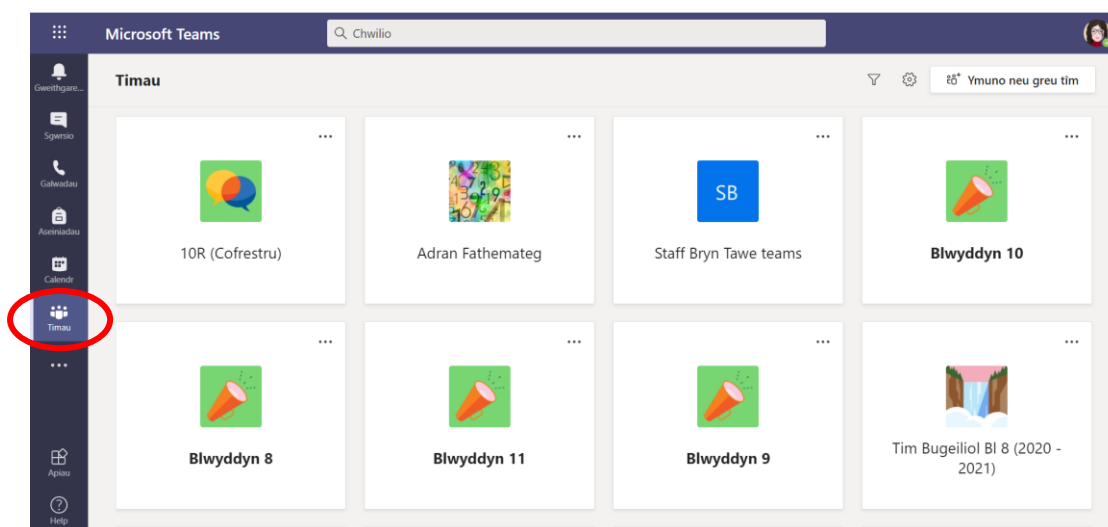 Microsoft Teams
Chwilio
Gweithgare...
Sgwrsio
Galwadau
Aseiniadau
Calendr
Timau
Apiau
Help
Timau
Ymuno neu greu tîm
10R (Cofrestru)
Adran Fathemateg
SB
Staff Bryn Tawe teams
Blwyddyn 10
Blwyddyn 8
Blwyddyn 11
Blwyddyn 9
Tim Bugeiliol Bl 8 (2020 -
2021)